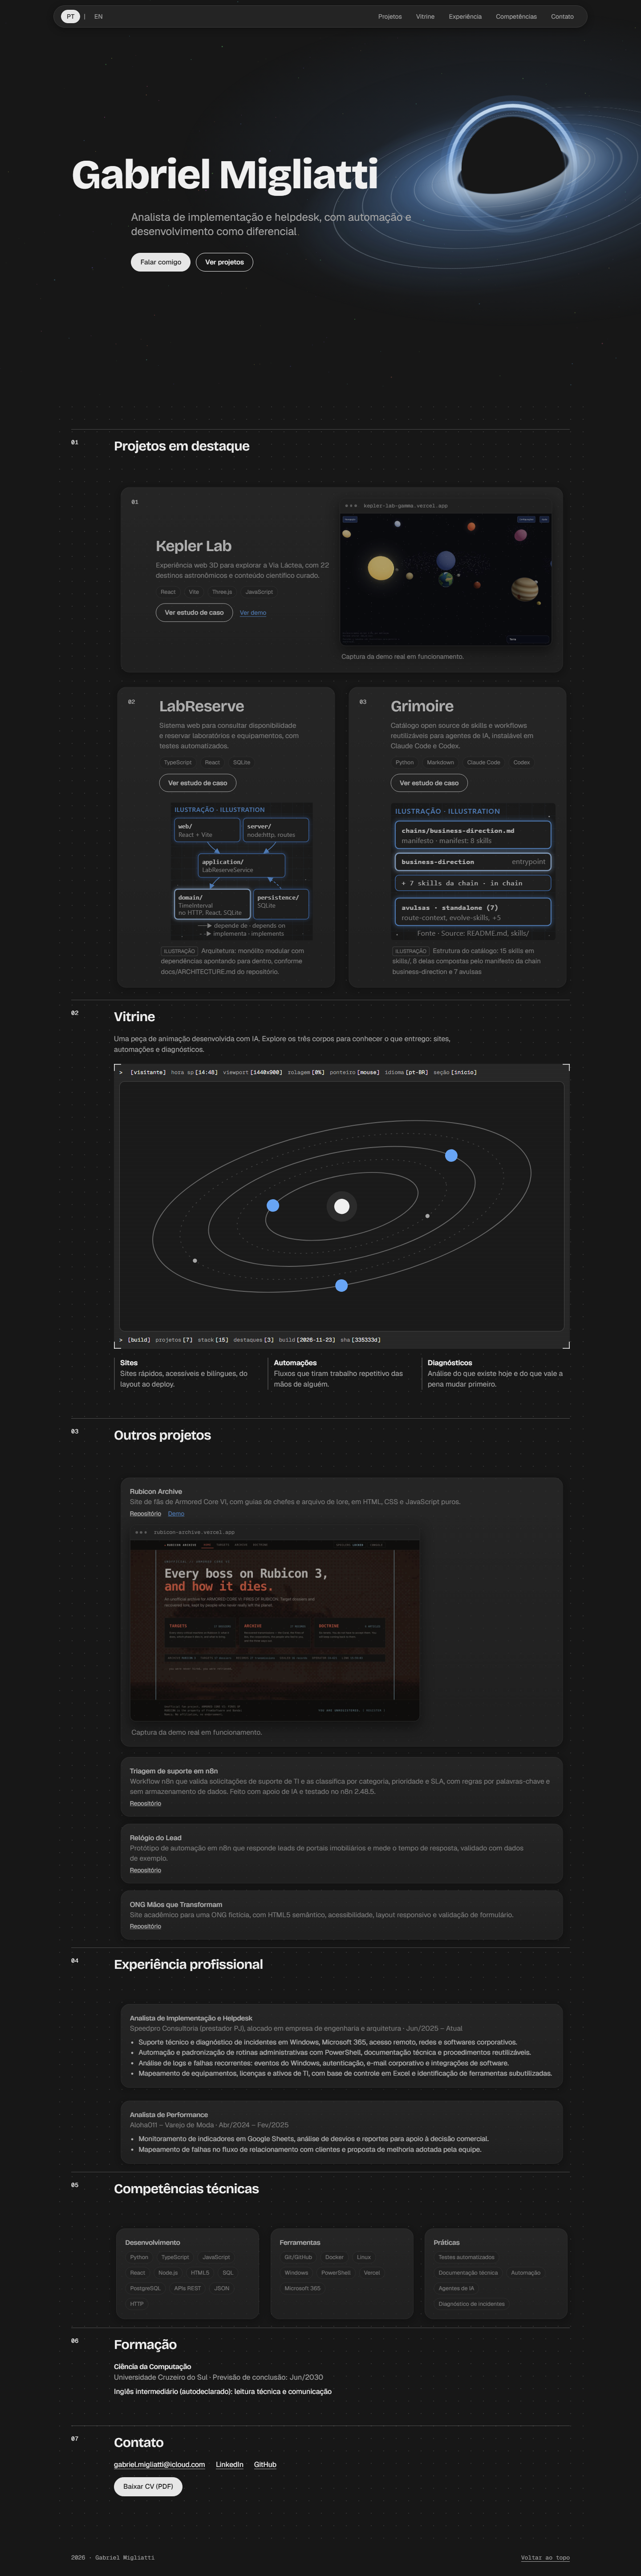 PT | EN
Projetos Vitrine Experiência Competências Contato
Gabriel Migliatti
Analista de implementação e helpdesk, com automação e
desenvolvimento como diferencial
Falar comigo
Ver projetos
01
Projetos em destaque
01
kepler-lab-gamma.vercel.app
Kepler Lab
Experiência web 3D para explorar a Via Láctea, com 22
destinos astronômicos e conteúdo científico curado.
React Vite Three.js JavaScript
Ver estudo de caso
Ver demo
Captura da demo real em funcionamento.
02
LabReserve
Sistema web para consultar disponibilidade
e reservar laboratórios e equipamentos, com
testes automatizados.
TypeScript React SQLite
Ver estudo de caso
ILUSTRAÇÃO · ILLUSTRATION
web/
React + Vite
server/
node:http, routes
application/
LabReserveService
domain/
TimeInterval
no HTTP, React, SQLite
persistence/
SQLite
depende de · depends on
implementa · implements
ILUSTRAÇÃO Arquitetura: monólito modular com
dependências apontando para dentro, conforme
docs/ARCHITECTURE.md do repositório.
03
Grimoire
Catálogo open source de skills e workflows
reutilizáveis para agentes de IA, instalável em
Claude Code e Codex.
Python Markdown Claude Code Codex
Ver estudo de caso
ILUSTRAÇÃO · ILLUSTRATION
chains/business-direction.md
manifesto · manifest: 8 skills
business-direction entrypoint
+ 7 skills da chain · in chain
avulsas · standalone (7)
route-context, evolve-skills, +5
Fonte · Source: README.md, skills/
ILUSTRAÇÃO Estrutura do catálogo: 15 skills em
skills/, 8 delas compostas pelo manifesto da chain
business-direction e 7 avulsas
02
Vitrine
Uma peça de animação desenvolvida com IA. Explore os três corpos para conhecer o que entrego: sites,
automações e diagnósticos.
> [visitante] hora sp [14:48] viewport [1440x900] rolagem [0%] ponteiro [mouse] idioma [pt-BR] seção [inicio]
> [build] projetos [7] stack [15] destaques [3] build [2026-11-23] sha [335333d]
Sites
Sites rápidos, acessíveis e bilíngues, do
layout ao deploy.
Automações
Fluxos que tiram trabalho repetitivo das
mãos de alguém.
Diagnósticos
Análise do que existe hoje e do que vale a
pena mudar primeiro.
03
Outros projetos
Rubicon Archive
Site de fãs de Armored Core VI, com guias de chefes e arquivo de lore, em HTML, CSS e JavaScript puros.
Repositório Demo
rubicon-archive.vercel.app
Every boss on Rubicon 3,
and how it dies.
TARGETS
ARCHIVE
DOCTRINE
Captura da demo real em funcionamento.
Triagem de suporte em n8n
Workflow n8n que valida solicitações de suporte de TI e as classifica por categoria, prioridade e SLA, com regras por palavras-chave e
sem armazenamento de dados. Feito com apoio de IA e testado no n8n 2.48.5.
Repositório
Relógio do Lead
Protótipo de automação em n8n que responde leads de portais imobiliários e mede o tempo de resposta, validado com dados
de exemplo.
Repositório
ONG Mãos que Transformam
Site acadêmico para uma ONG fictícia, com HTML5 semântico, acessibilidade, layout responsivo e validação de formulário.
Repositório
04
Experiência profissional
Analista de Implementação e Helpdesk
Speedpro Consultoria (prestador PJ), alocado em empresa de engenharia e arquitetura · Jun/2025 – Atual
• Suporte técnico e diagnóstico de incidentes em Windows, Microsoft 365, acesso remoto, redes e softwares corporativos.
• Automação e padronização de rotinas administrativas com PowerShell, documentação técnica e procedimentos reutilizáveis.
• Análise de logs e falhas recorrentes: eventos do Windows, autenticação, e-mail corporativo e integrações de software.
• Mapeamento de equipamentos, licenças e ativos de TI, com base de controle em Excel e identificação de ferramentas subutilizadas.
Analista de Performance
Aloha011 – Varejo de Moda · Abr/2024 – Fev/2025
• Monitoramento de indicadores em Google Sheets, análise de desvios e reportes para apoio à decisão comercial.
• Mapeamento de falhas no fluxo de relacionamento com clientes e proposta de melhoria adotada pela equipe.
05
Competências técnicas
Desenvolvimento
Python TypeScript JavaScript
React Node.js HTML5 SQL
PostgreSQL APIs REST JSON
HTTP
Ferramentas
Git/GitHub Docker Linux
Windows PowerShell Vercel
Microsoft 365
Práticas
Testes automatizados
Documentação técnica Automação
Agentes de IA
Diagnóstico de incidentes
06
Formação
Ciência da Computação
Universidade Cruzeiro do Sul · Previsão de conclusão: Jun/2030
Inglês intermediário (autodeclarado): leitura técnica e comunicação
07
Contato
gabriel.migliatti@icloud.com LinkedIn GitHub
Baixar CV (PDF)
2026 · Gabriel Migliatti
Voltar ao topo